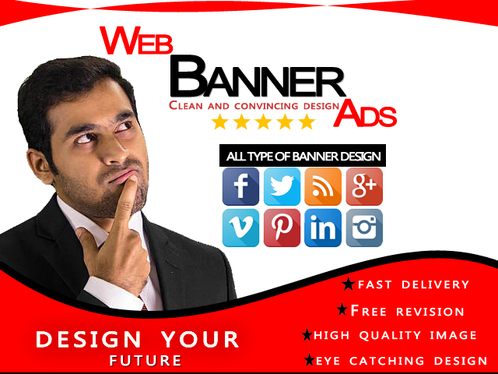 WEB
BANNER
CLEAN AND CONVINCING DESIGN
ADS
ALL TYPE OF BANNER DESIGN
f
g+
v
in
FAST DELIVERY
FREE REVISION
HIGH QUALITY IMAGE
EYE CATCHING DESIGN
DESIGN YOUR
FUTURE